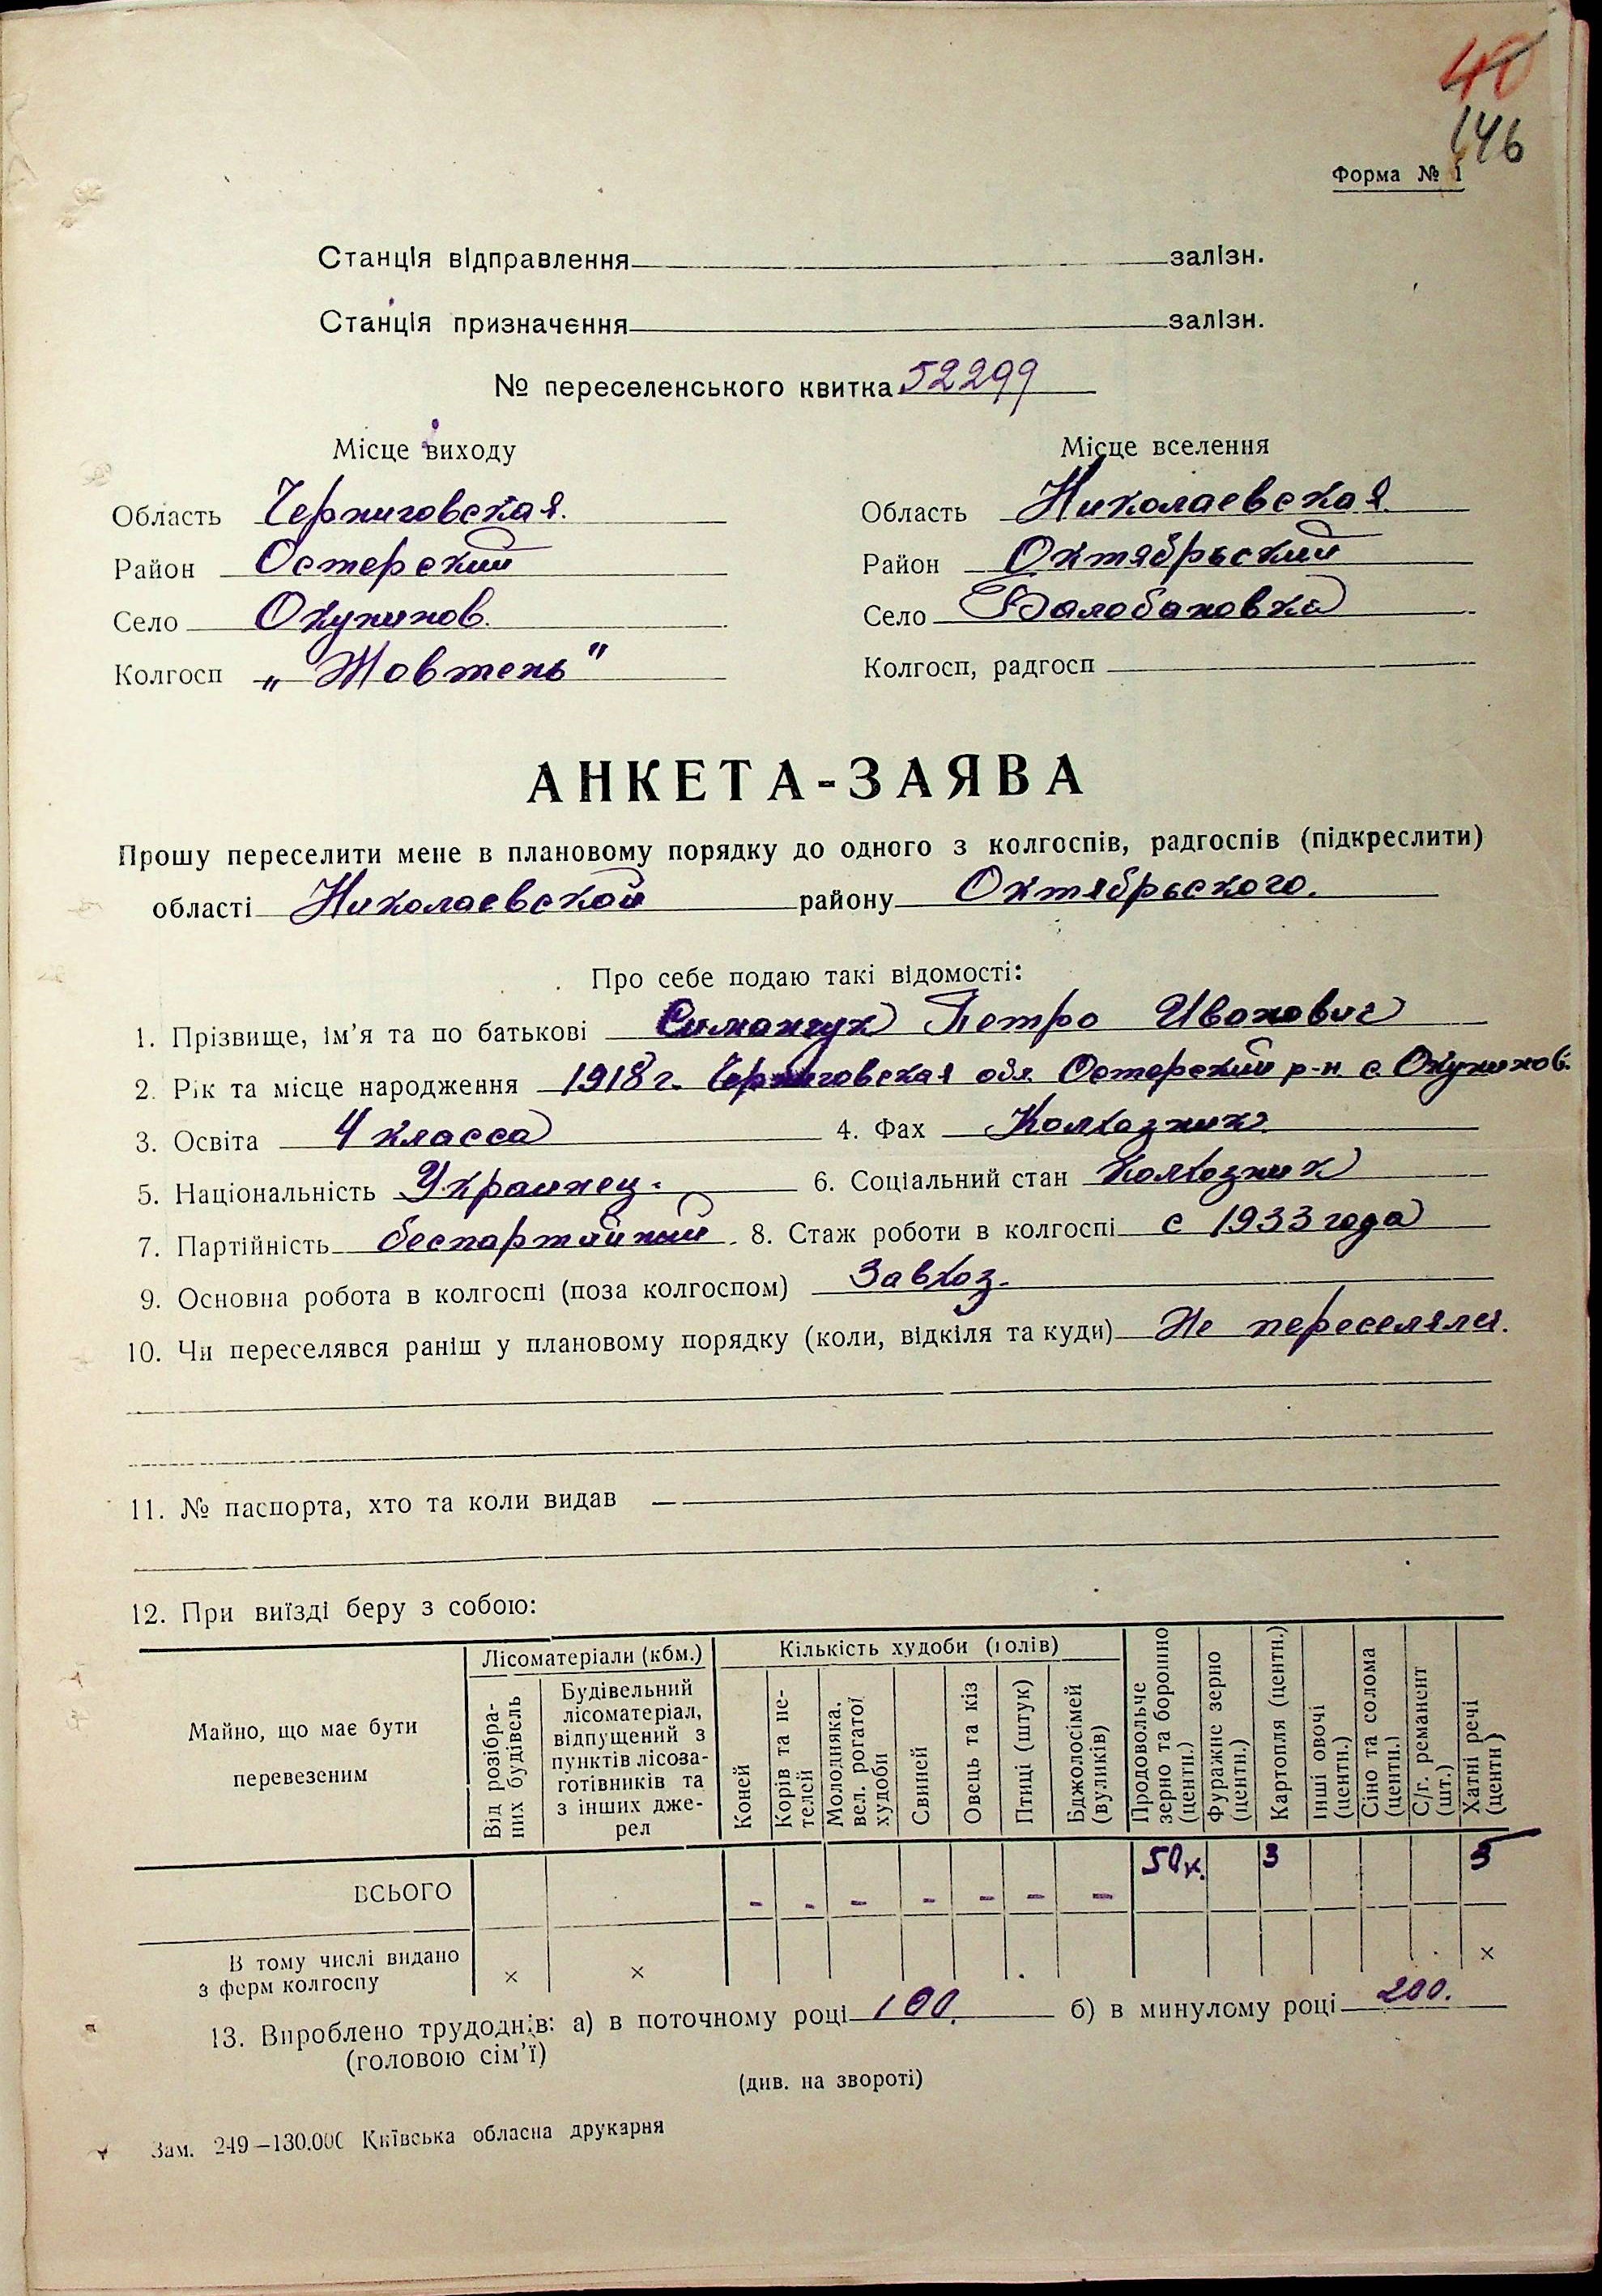 40
146
Форма № 1
Станція відправлення залізн.
Станція призначення залізн.
№ переселенського квитка 52299
Місце виходу
Місце вселення
Область Черниговская.
Область Николаевская
Район Остерский
Район Октябрьский
Село Окунинов.
Село Балабановка
Колгосп „Жовтень"
Колгосп, радгосп
АНКЕТА-ЗАЯВА
Прошу переселити мене в плановому порядку до одного з колгоспів, радгоспів (підкреслити)
області Николаевской району Октябрьского.
Про себе подаю такі відомості:
1. Прізвище, ім'я та по батькові Симанчук Петро Иванович
2. Рік та місце народження 1918 г. Черниговская обл. Остерский р-н. с. Окунинов.
3. Освіта 4 класса 4. Фах Колхозник
5. Національність Украинец. 6. Соціальний стан Колхозник
7. Партійність беспартийный. 8. Стаж роботи в колгоспі с 1933 года
9. Основна робота в колгоспі (поза колгоспом) Завхоз.
10. Чи переселявся раніш у плановому порядку (коли, відкіля та куди) Не переселялся.
11. № паспорта, хто та коли видав —
12. При виїзді беру з собою:
Майно, що має бути перевезеним
Лісоматеріали (кбм.)
Від розібраних будівель
Будівельний лісоматеріал, відпущений з пунктів лісозаготівників та з інших джерел
Кількість худоби (голів)
Коней
Корів та нетелей
Молодняка. вел. рогатої худоби
Свиней
Овець та кіз
Птиці (штук)
Бджолосімей (вуликів)
Продовольче зерно та борошно (центн.)
Фуражне зерно (центн.)
Картопля (центн.)
Інші овочі (центн.)
Сіно та солома (центн.)
С/г. реманент (шт.)
Хатні речі (центн)
ВСЬОГО - - - - - - - 50 к. 3 5
В тому числі видано з ферм колгоспу × × ×
13. Вироблено трудоднів: а) в поточному році 100. б) в минулому році 200.
(головою сім'ї)
(див. на звороті)
Зам. 249—130.000 Київська обласна друкарня